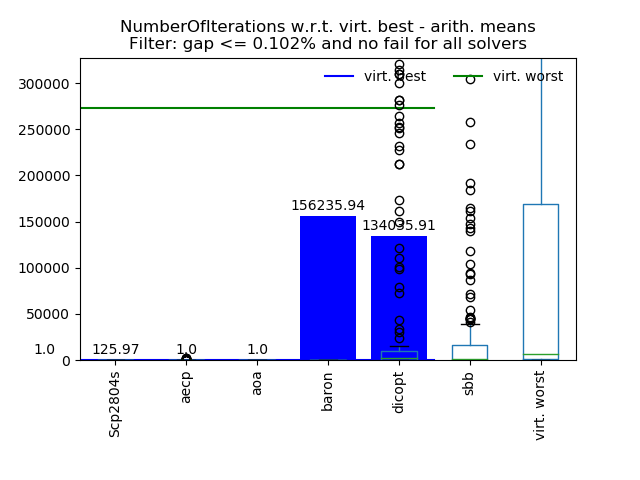 NumberOfIterations w.r.t. virt. best - arith. means
Filter: gap <= 0.102% and no fail for all solvers
virt. best
virt. worst
300000
250000
200000
150000
100000
50000
0
1.0
125.97
1.0
1.0
156235.94
134035.91
Scp2804s
aecp
aoa
baron
dicopt
sbb
virt. worst